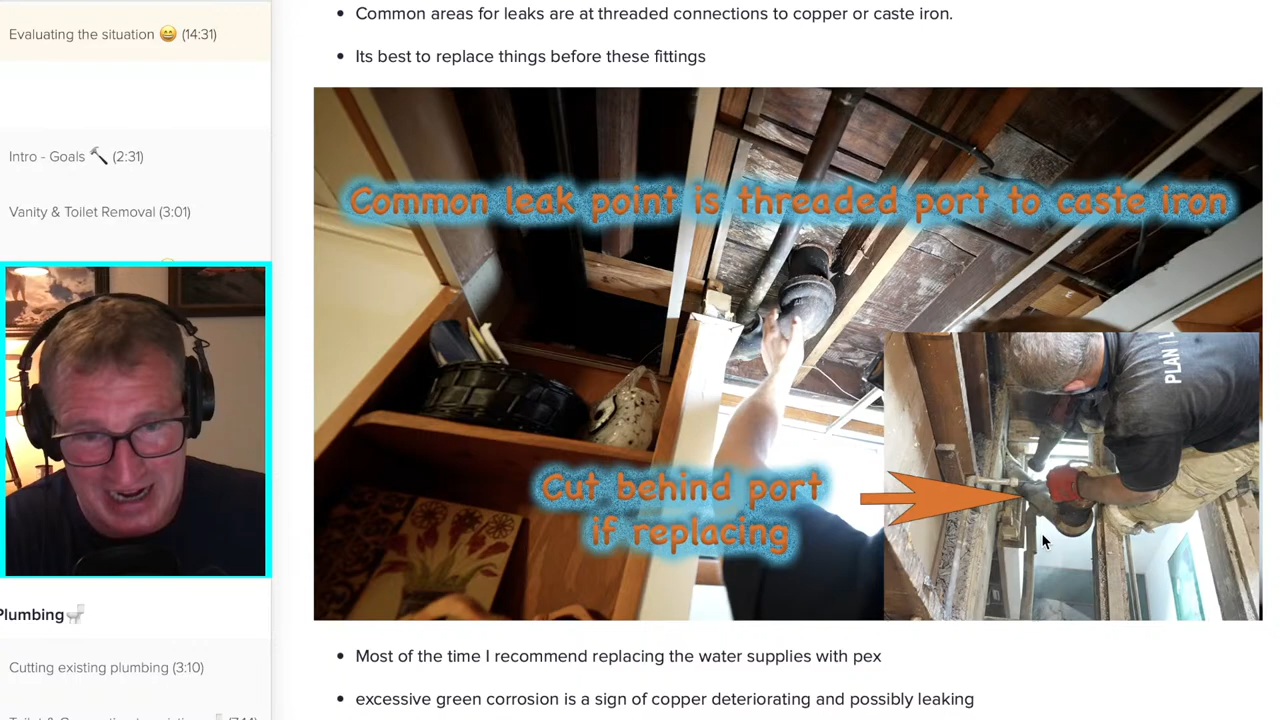 Evaluating the situation 😄 (14:31)
Intro - Goals 🔨 (2:31)
Vanity & Toilet Removal (3:01)
Plumbing🚽
Cutting existing plumbing (3:10)
Common areas for leaks are at threaded connections to copper or caste iron.
Its best to replace things before these fittings
Common leak point is threaded port to caste iron
PLAN
Cut behind port
if replacing
Most of the time I recommend replacing the water supplies with pex
excessive green corrosion is a sign of copper deteriorating and possibly leaking